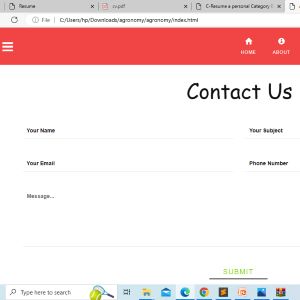 Resume
cv.pdf
C-Resume a personal Category |
File
C:/Users/hp/Downloads/agronomy/agronomy/index.html
HOME
ABOUT
Contact Us
Your Name
Your Subject
Your Email
Phone Number
Message...
SUBMIT
Type here to search